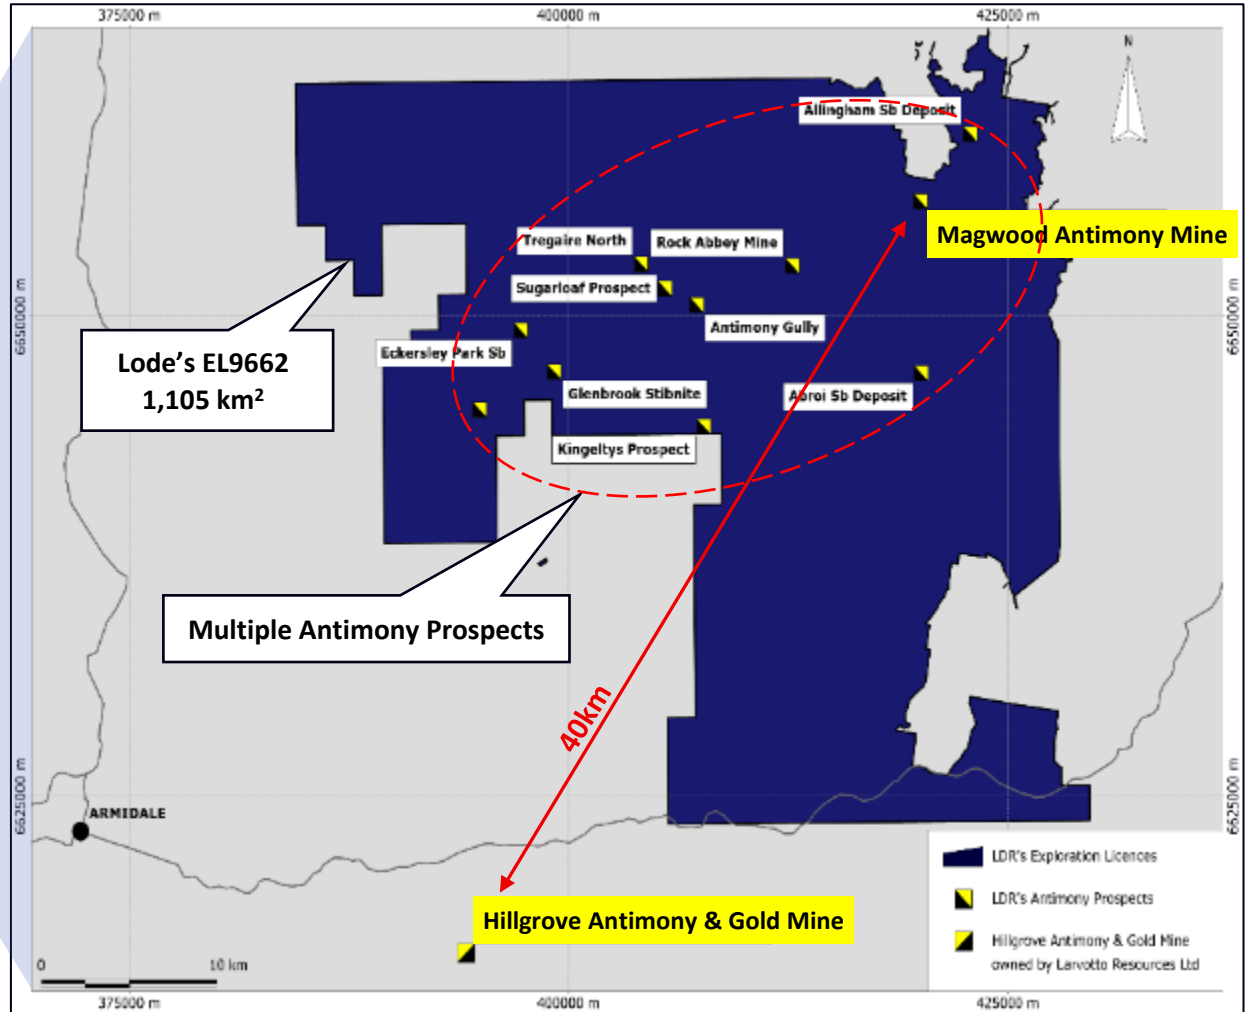 375000 m
400000 m
425000 m
N
Allingham Sb Deposit
Magwood Antimony Mine
Tregaire North
Rock Abbey Mine
Sugarloaf Prospect
Antimony Gully
6650000 m
6650000 m
Lode's EL9662
1,105 km²
Eckersley Park Sb
Glenbrook Stibnite
Aoroi Sb Deposit
Kingeltys Prospect
Multiple Antimony Prospects
40km
6625000 m
6625000 m
ARMIDALE
LDR's Exploration Licences
LDR's Antimony Prospects
Hillgrove Antimony & Gold Mine
owned by Larvotto Resources Ltd
Hillgrove Antimony & Gold Mine
0
10 km
375000 m
400000 m
425000 m